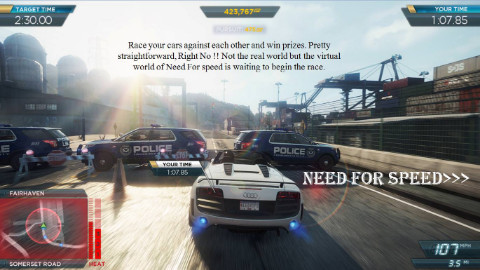 TARGET TIME
2:30.00
423,767
YOUR TIME
1:07.85
Race your cars against each other and win prizes. Pretty
straightforward, Right No !! Not the real world but the virtual
world of Need For speed is waiting to begin the race.
POLICE
POLICE
POLICE
YOUR TIME
1:07.85
NEED FOR SPEED>>>
FAIRHAVEN
SOMERSET ROAD
HEAT
107 MPH
3.5 MI